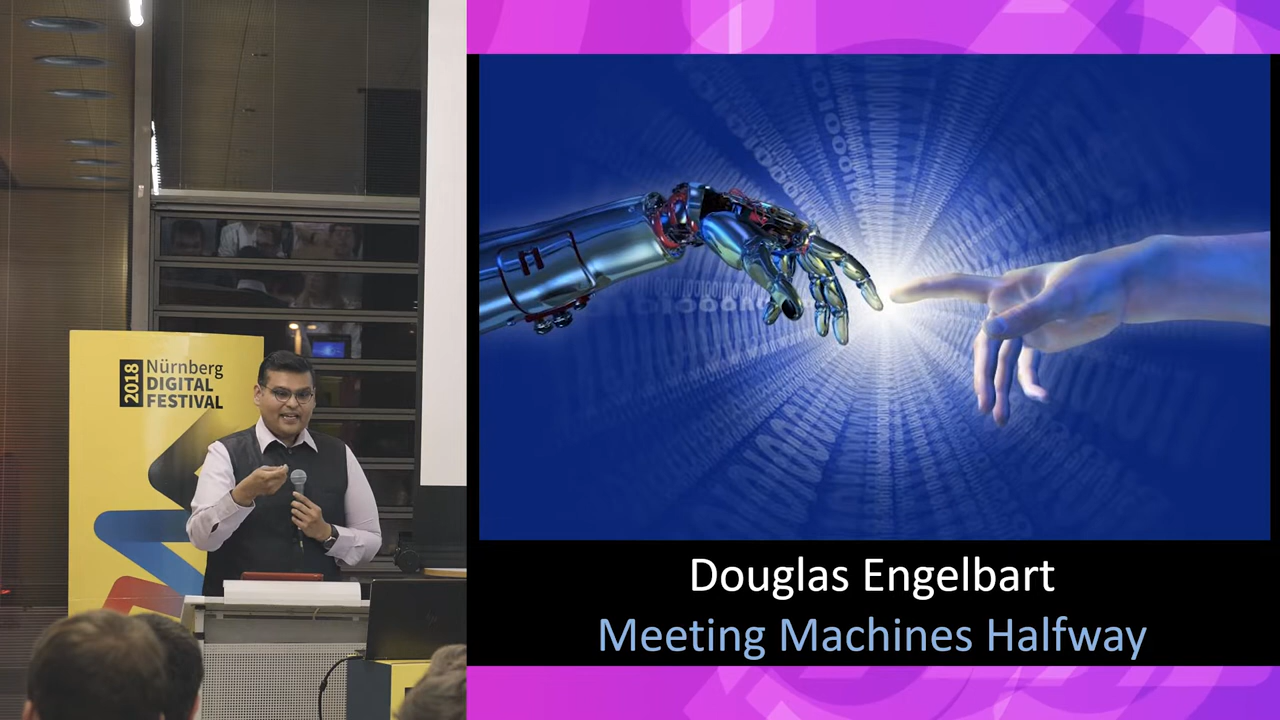 2018
Nürnberg
DIGITAL
FESTIVAL
Douglas Engelbart
Meeting Machines Halfway